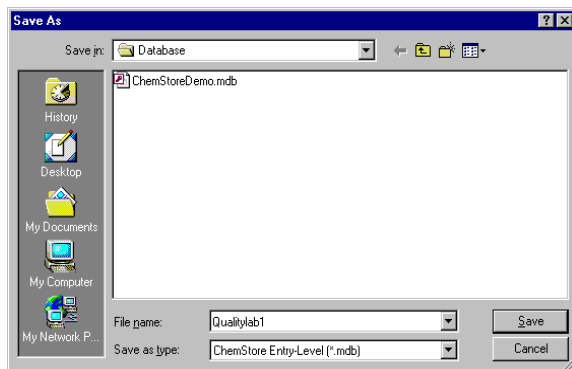 Save As
Save in: Database
ChemStoreDemo.mdb
History
Desktop
My Documents
My Computer
My Network P...
File name: Qualitylab1 Save
Save as type: ChemStore Entry-Level (*.mdb) Cancel